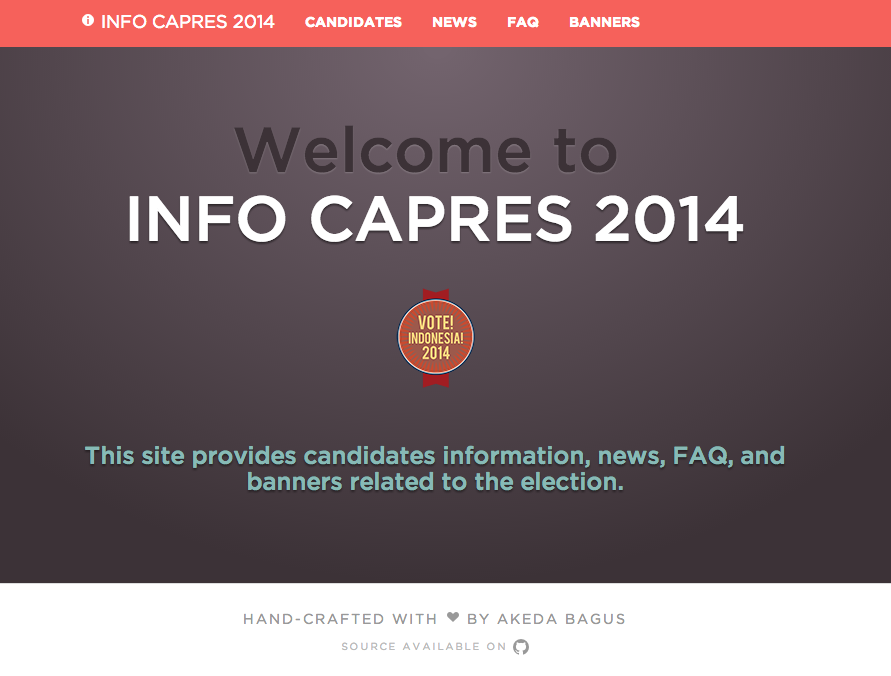 INFO CAPRES 2014 CANDIDATES NEWS FAQ BANNERS
Welcome to
INFO CAPRES 2014
VOTE!
INDONESIA!
2014
This site provides candidates information, news, FAQ, and
banners related to the election.
HAND-CRAFTED WITH ❤ BY AKEDA BAGUS
SOURCE AVAILABLE ON